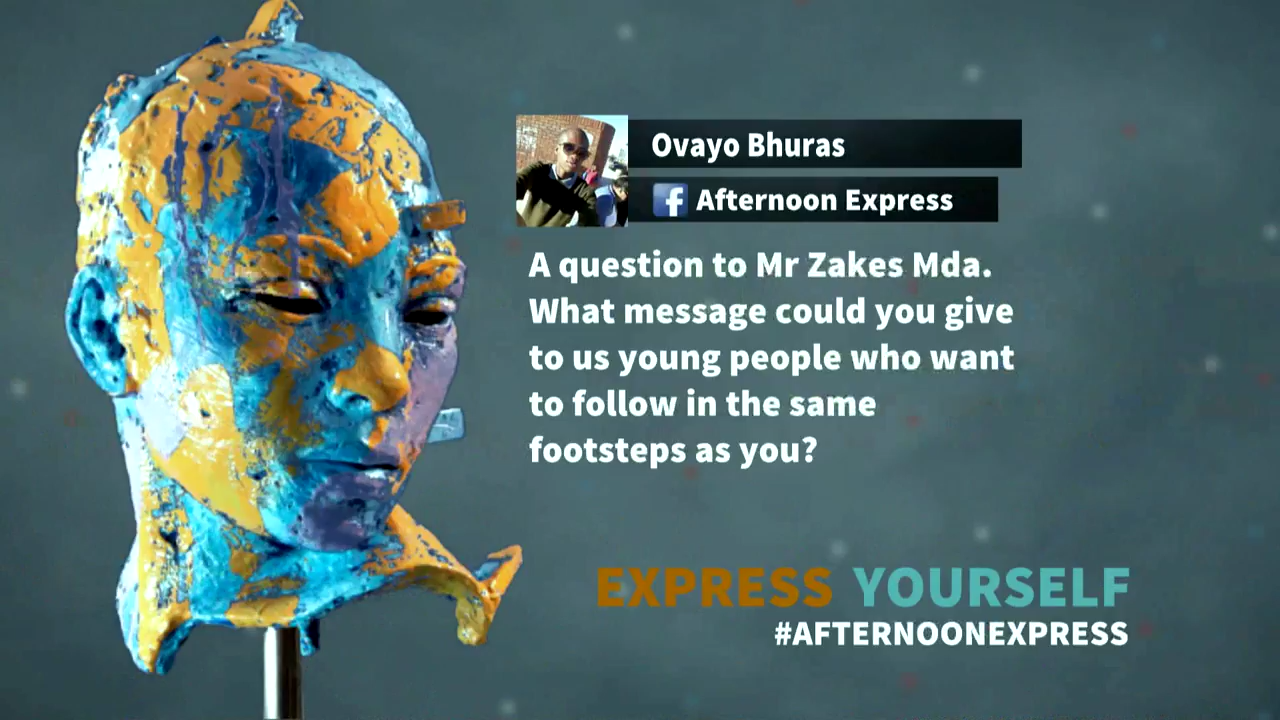 Ovayo Bhuras
Afternoon Express
A question to Mr Zakes Mda.
What message could you give
to us young people who want
to follow in the same
footsteps as you?
EXPRESS YOURSELF
#AFTERNOONEXPRESS